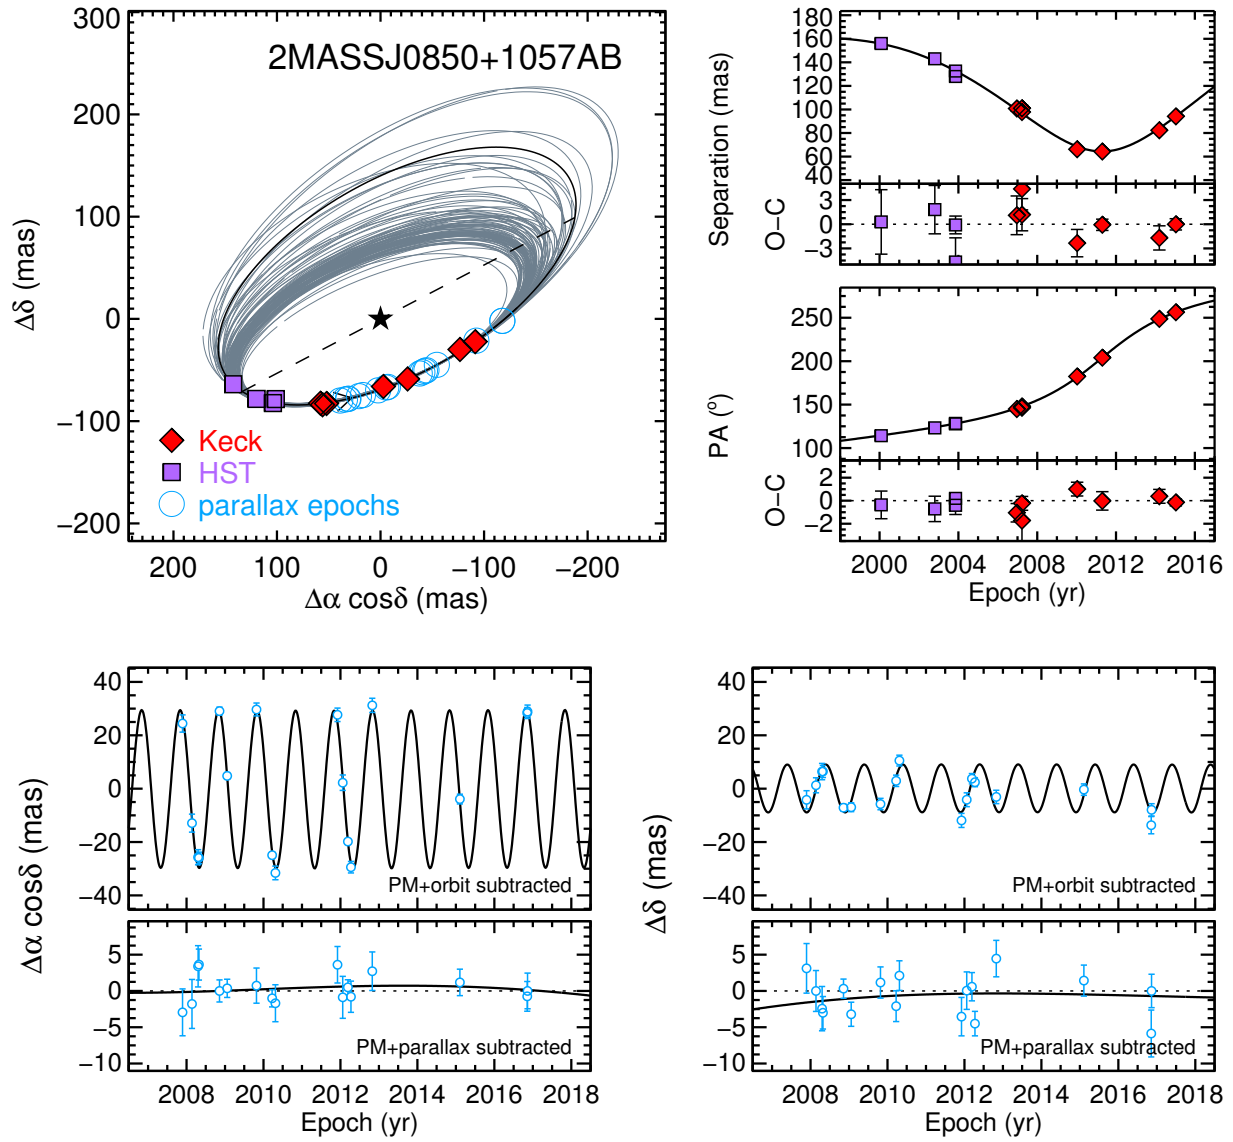 2MASSJ0850+1057AB
300
200
100
0
−100
−200
Δδ (mas)
Keck
HST
parallax epochs
200 100 0 −100 −200
Δα cosδ (mas)
180
160
140
120
100
80
60
Separation (mas)
3
0
−3
O−C
250
200
150
100
PA (°)
2
0
−2
O−C
2000 2004 2008 2012 2016
Epoch (yr)
40
20
0
−20
−40
PM+orbit subtracted
Δα cosδ (mas)
5
0
−5
−10
PM+parallax subtracted
2008 2010 2012 2014 2016 2018
Epoch (yr)
40
20
0
−20
−40
PM+orbit subtracted
Δδ (mas)
5
0
−5
−10
PM+parallax subtracted
2008 2010 2012 2014 2016 2018
Epoch (yr)